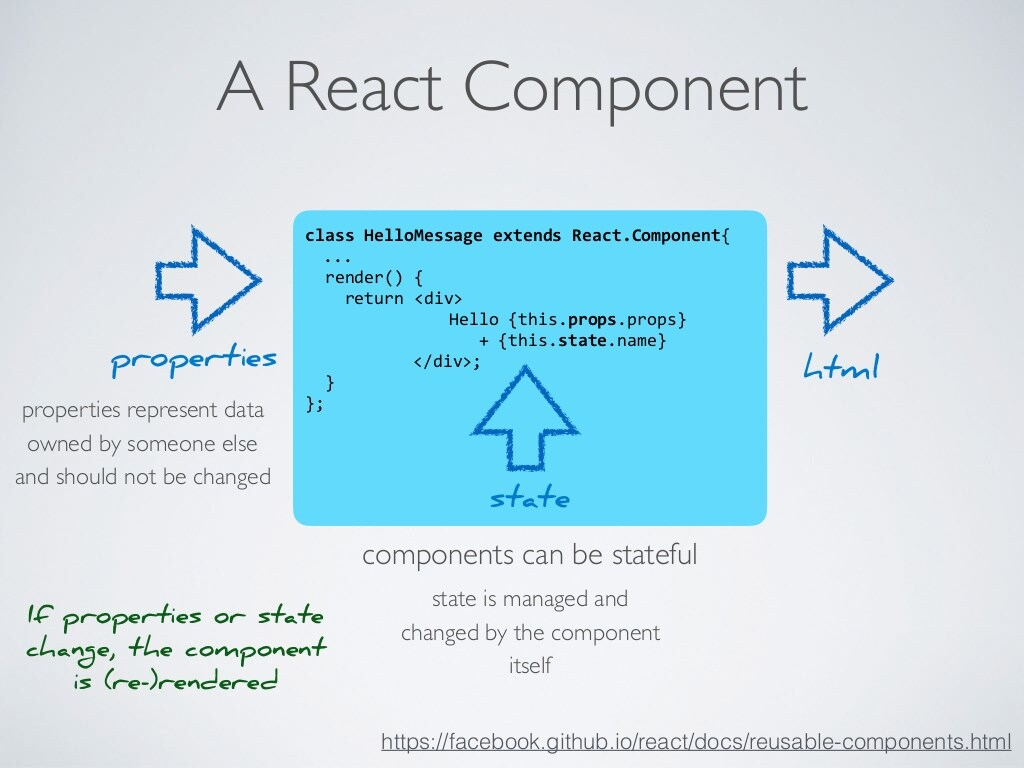 A React Component
class HelloMessage extends React.Component{
...
render() {
return <div>
Hello {this.props.props}
+ {this.state.name}
</div>;
}
};
properties
html
properties represent data
owned by someone else
and should not be changed
state
components can be stateful
state is managed and
changed by the component
itself
If properties or state
change, the component
is (re-)rendered
https://facebook.github.io/react/docs/reusable-components.html